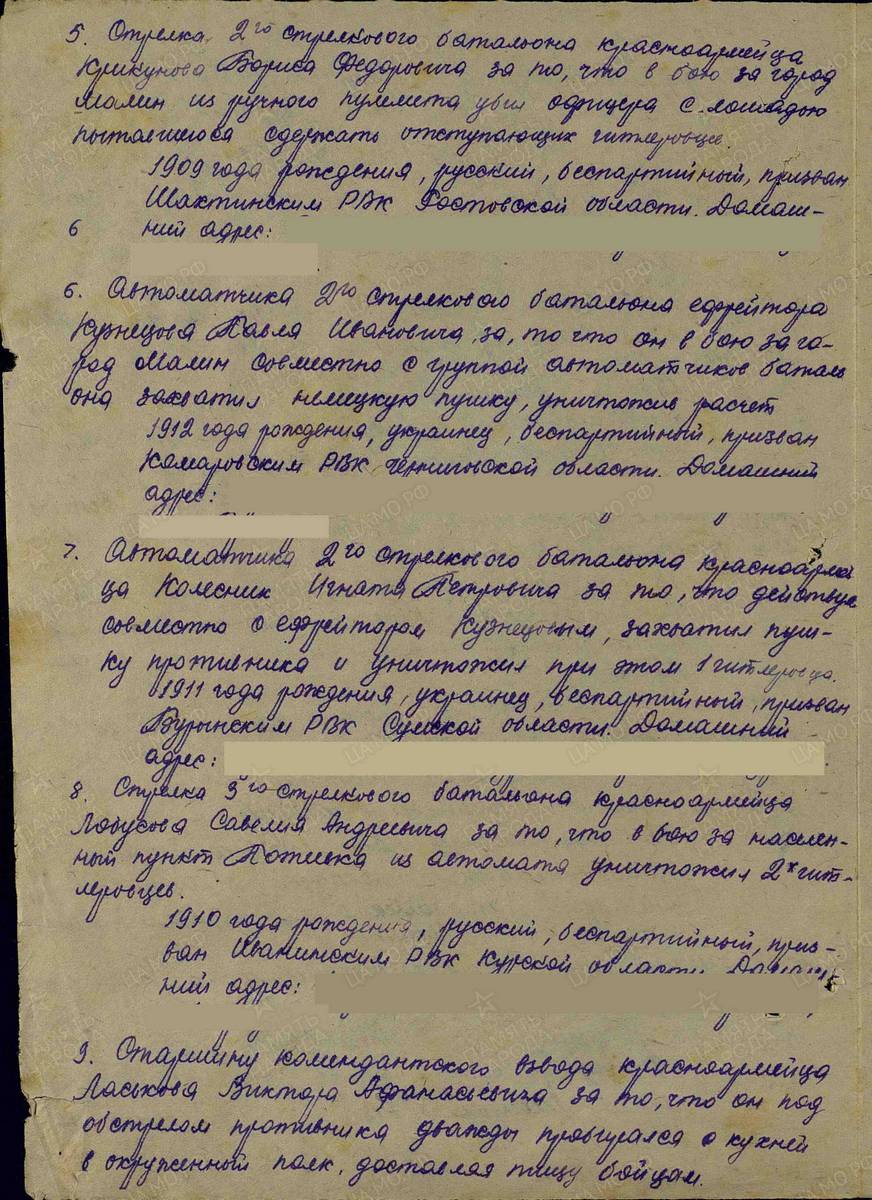 5. Стрелка 2го стрелкового батальона красноармейца
Крикунова Бориса Федоровича за то, что в бою за город
Малин из ручного пулемета убил офицера с лошадью
пытавшегося сдержать отступающих гитлеровцев.
1909 года рождения, русский, беспартийный, призван
Шахтинским РВК Ростовской области. Домаш-
6 ний адрес:
6. Автоматчика 2го стрелкового батальона ефрейтора
Кузнецова Павла Ивановича, за, то что он в бою за го-
род Малин совместно с группой автоматчиков баталь
она захватил немецкую пушку, уничтожив расчет
1912 года рождения, украинец, беспартийный, призван
Комаровским РВК Черниговской области. Домашний
адрес:
7. Автоматчика 2го стрелкового батальона красноармей
ца Колесник Игната Петровича за то, что действуя
совместно с ефрейтором Кузнецовым, захватил пуш-
ку противника и уничтожил при этом 1 гитлеровца.
1911 года рождения, украинец, беспартийный, призван
Бурынским РВК Сумской области. Домашний
адрес:
8. Стрелка 3го стрелкового батальона красноармейца
Лобусова Савелия Андреевича за то, что в бою за населен-
ный пункт Потиевка из автомата уничтожил 2х гит-
леровцев.
1910 года рождения, русский, беспартийный, приз-
ван Иванинским РВК Курской области. Домаш
ний адрес:
9. Старшину комендантского взвода красноармейца
Ласькова Виктора Афанасьевича за то, что он под
обстрелом противника дважды пробирался с кухней
в окруженный полк, доставляя пищу бойцам.